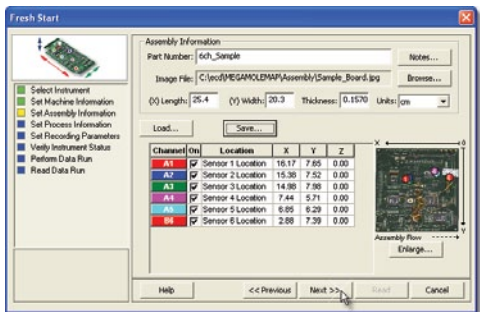 Fresh Start
Select Instrument
Set Machine Information
Set Assembly Information
Set Process Information
Set Recording Parameters
Verify Instrument Status
Perform Data Run
Read Data Run
Assembly Information
Part Number: 6ch_Sample Notes...
Image File: C:\ecd\MEGAMOLEMAP\Assembly\Sample_Board.jpg Browse...
(X) Length: 25.4 (Y) Width: 20.3 Thickness: 0.1570 Units: cm
Load... Save...
Channel On Location X Y Z
A1 Sensor 1 Location 16.17 7.65 0.00
A2 Sensor 2 Location 15.38 7.52 0.00
A3 Sensor 3 Location 14.98 7.98 0.00
A4 Sensor 4 Location 7.44 5.71 0.00
A5 Sensor 5 Location 6.85 6.29 0.00
B6 Sensor 6 Location 2.88 7.39 0.00
X 0
Y
Assembly Flow
Enlarge...
Help << Previous Next >> Read Cancel